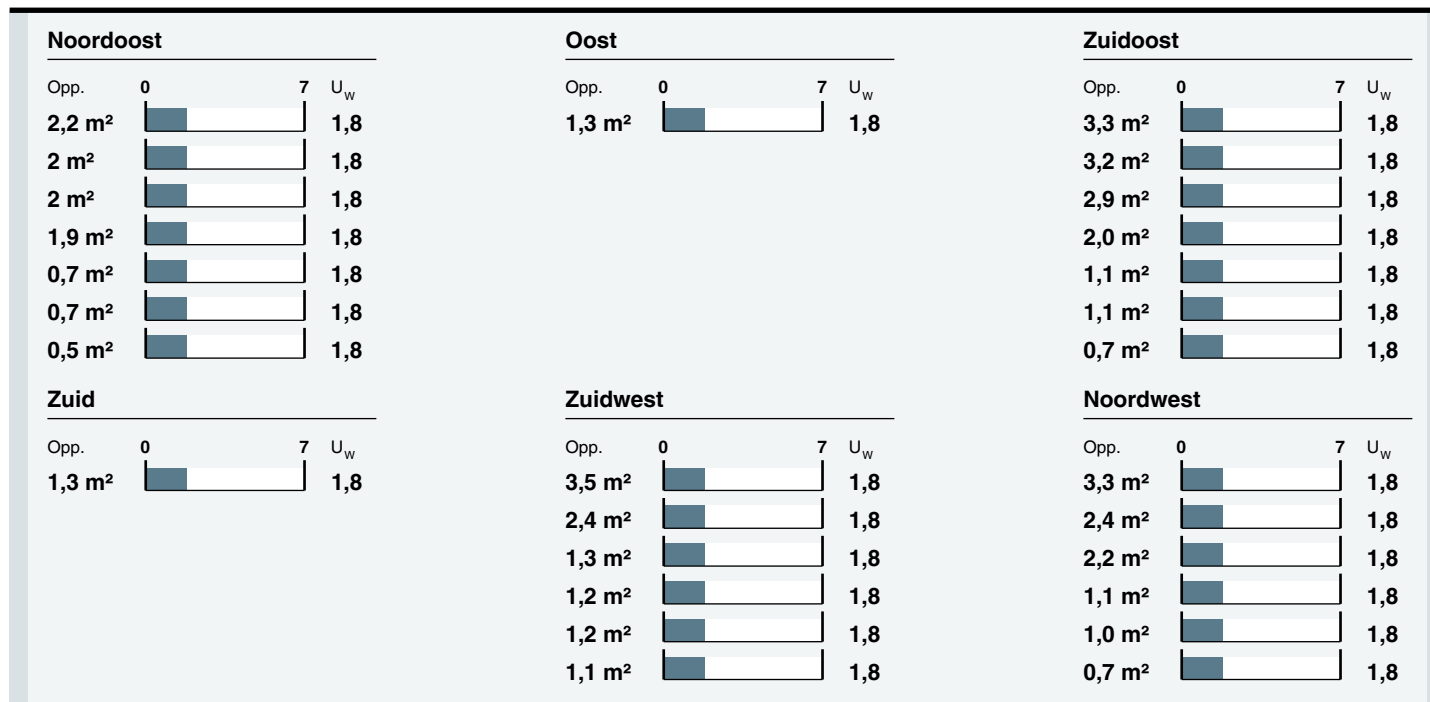 Noordoost
Opp. 0 7 Uw
2,2 m² 1,8
2 m² 1,8
2 m² 1,8
1,9 m² 1,8
0,7 m² 1,8
0,7 m² 1,8
0,5 m² 1,8
Oost
Opp. 0 7 Uw
1,3 m² 1,8
Zuidoost
Opp. 0 7 Uw
3,3 m² 1,8
3,2 m² 1,8
2,9 m² 1,8
2,0 m² 1,8
1,1 m² 1,8
1,1 m² 1,8
0,7 m² 1,8
Zuid
Opp. 0 7 Uw
1,3 m² 1,8
Zuidwest
Opp. 0 7 Uw
3,5 m² 1,8
2,4 m² 1,8
1,3 m² 1,8
1,2 m² 1,8
1,2 m² 1,8
1,1 m² 1,8
Noordwest
Opp. 0 7 Uw
3,3 m² 1,8
2,4 m² 1,8
2,2 m² 1,8
1,1 m² 1,8
1,0 m² 1,8
0,7 m² 1,8